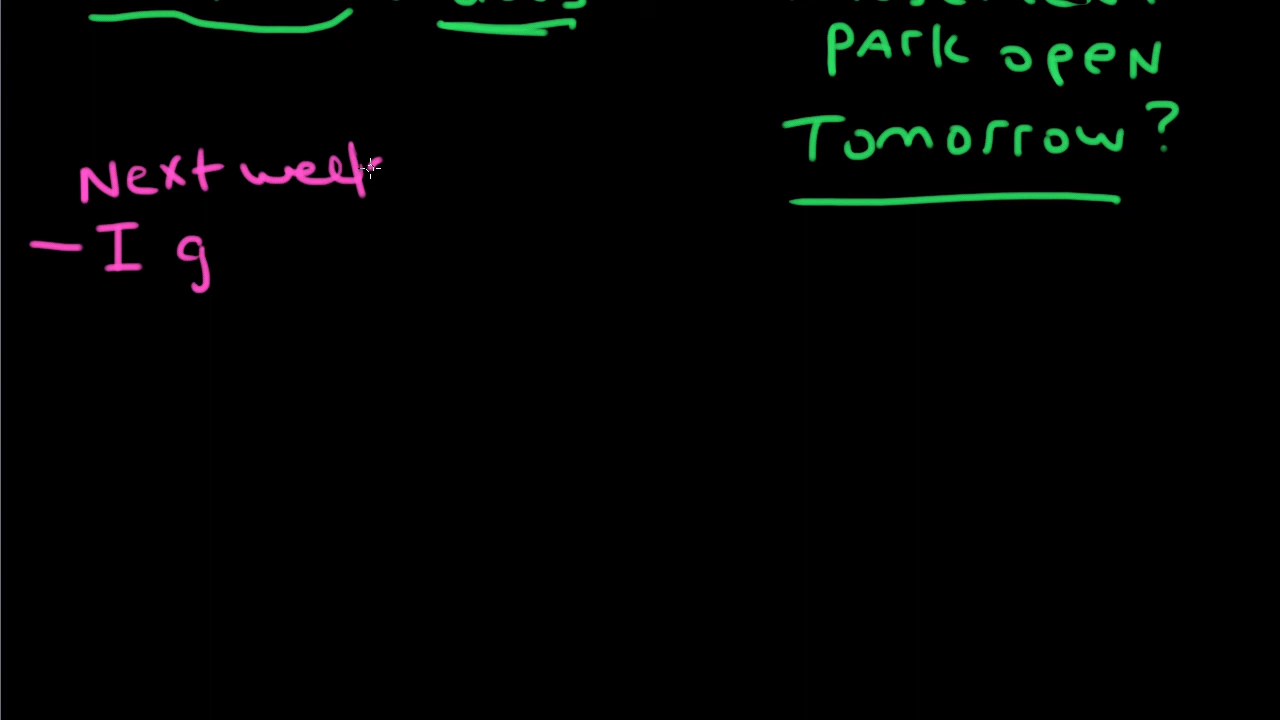 park open
Tomorrow?
Next week
- I g